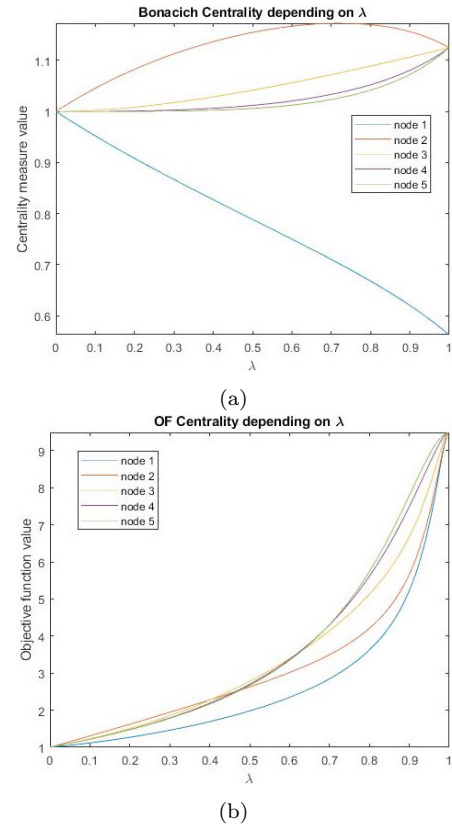 Bonacich Centrality depending on λ
Centrality measure value
1.1
1
0.9
0.8
0.7
0.6
node 1
node 2
node 3
node 4
node 5
0 0.1 0.2 0.3 0.4 0.5 0.6 0.7 0.8 0.9 1
λ
(a)
OF Centrality depending on λ
Objective function value
9
8
7
6
5
4
3
2
1
node 1
node 2
node 3
node 4
node 5
0 0.1 0.2 0.3 0.4 0.5 0.6 0.7 0.8 0.9 1
λ
(b)